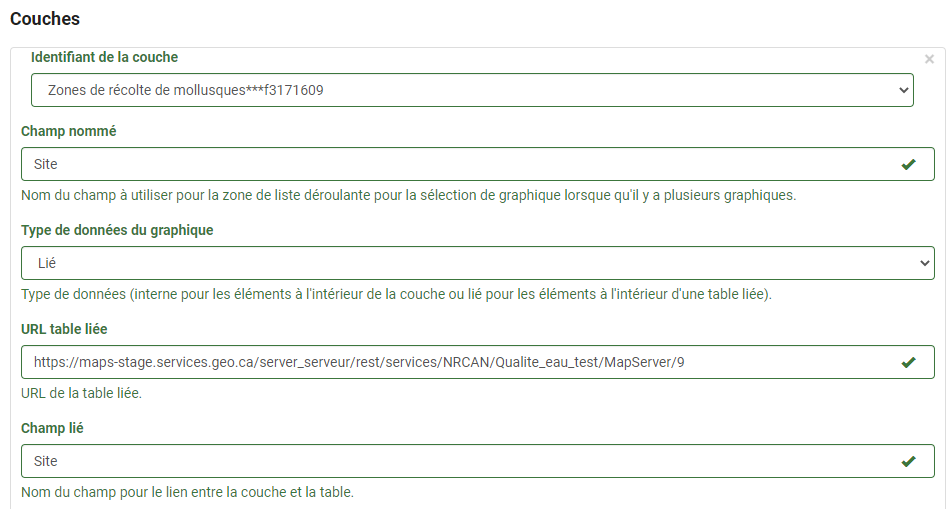 Couches
Identifiant de la couche
×
Zones de récolte de mollusques***f3171609
Champ nommé
Site
Nom du champ à utiliser pour la zone de liste déroulante pour la sélection de graphique lorsque qu'il y a plusieurs graphiques.
Type de données du graphique
Lié
Type de données (interne pour les éléments à l'intérieur de la couche ou lié pour les éléments à l'intérieur d'une table liée).
URL table liée
https://maps-stage.services.geo.ca/server_serveur/rest/services/NRCAN/Qualite_eau_test/MapServer/9
URL de la table liée.
Champ lié
Site
Nom du champ pour le lien entre la couche et la table.